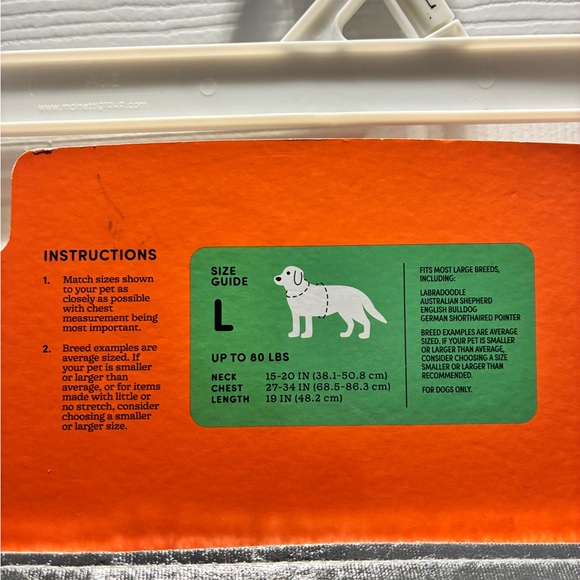 www.mainettigroup.com
INSTRUCTIONS
1. Match sizes shown
to your pet as
closely as possible
with chest
measurement being
most important.
2. Breed examples are
average sized. If
your pet is smaller
or larger than
average, or for items
made with little or
no stretch, consider
choosing a smaller
or larger size.
SIZE
GUIDE
L
UP TO 80 LBS
NECK 15-20 IN (38.1-50.8 cm)
CHEST 27-34 IN (68.5-86.3 cm)
LENGTH 19 IN (48.2 cm)
FITS MOST LARGE BREEDS,
INCLUDING:
LABRADOODLE
AUSTRALIAN SHEPHERD
ENGLISH BULLDOG
GERMAN SHORTHAIRED POINTER
BREED EXAMPLES ARE AVERAGE
SIZED. IF YOUR PET IS SMALLER
OR LARGER THAN AVERAGE,
CONSIDER CHOOSING A SIZE
SMALLER OR LARGER THAN
RECOMMENDED.
FOR DOGS ONLY.